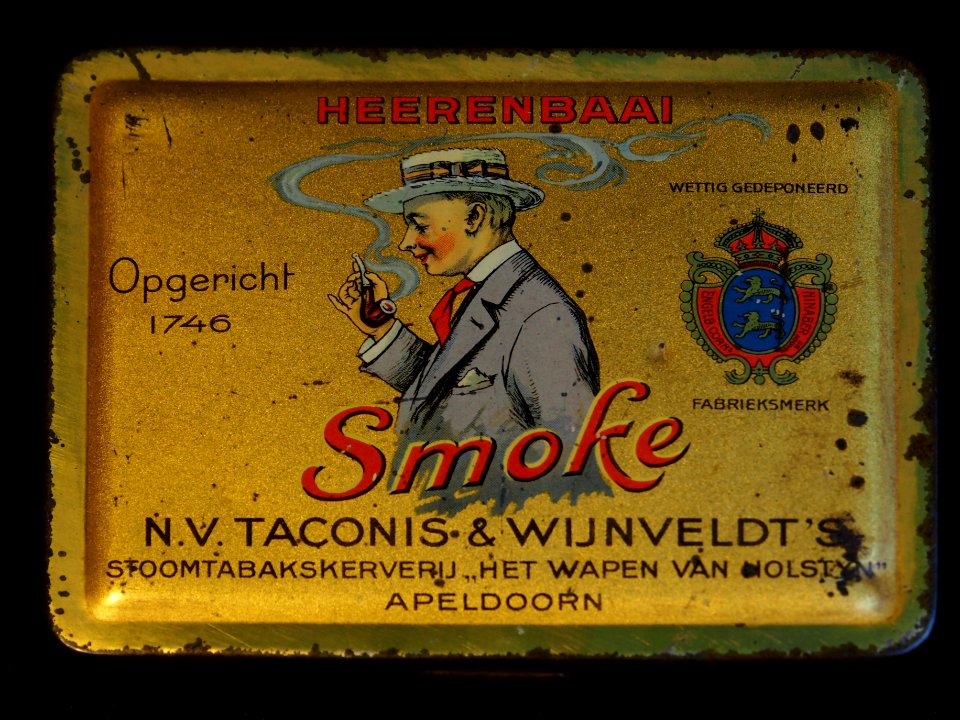 HEERENBAAI
WETTIG GEDEPONEERD
Opgericht
1746
FABRIEKSMERK
Smoke
N.V. TACONIS & WIJNVELDT'S
STOOMTABAKSKERVERIJ „HET WAPEN VAN HOLSTYN"
APELDOORN